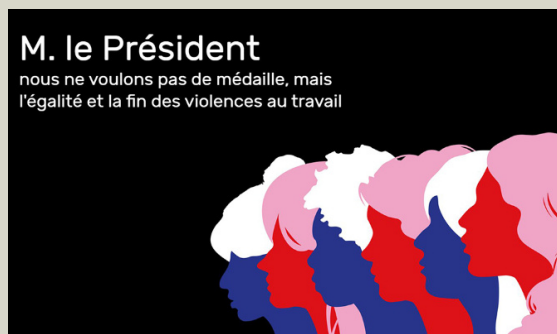 M. le Président
nous ne voulons pas de médaille, mais
l'égalité et la fin des violences au travail